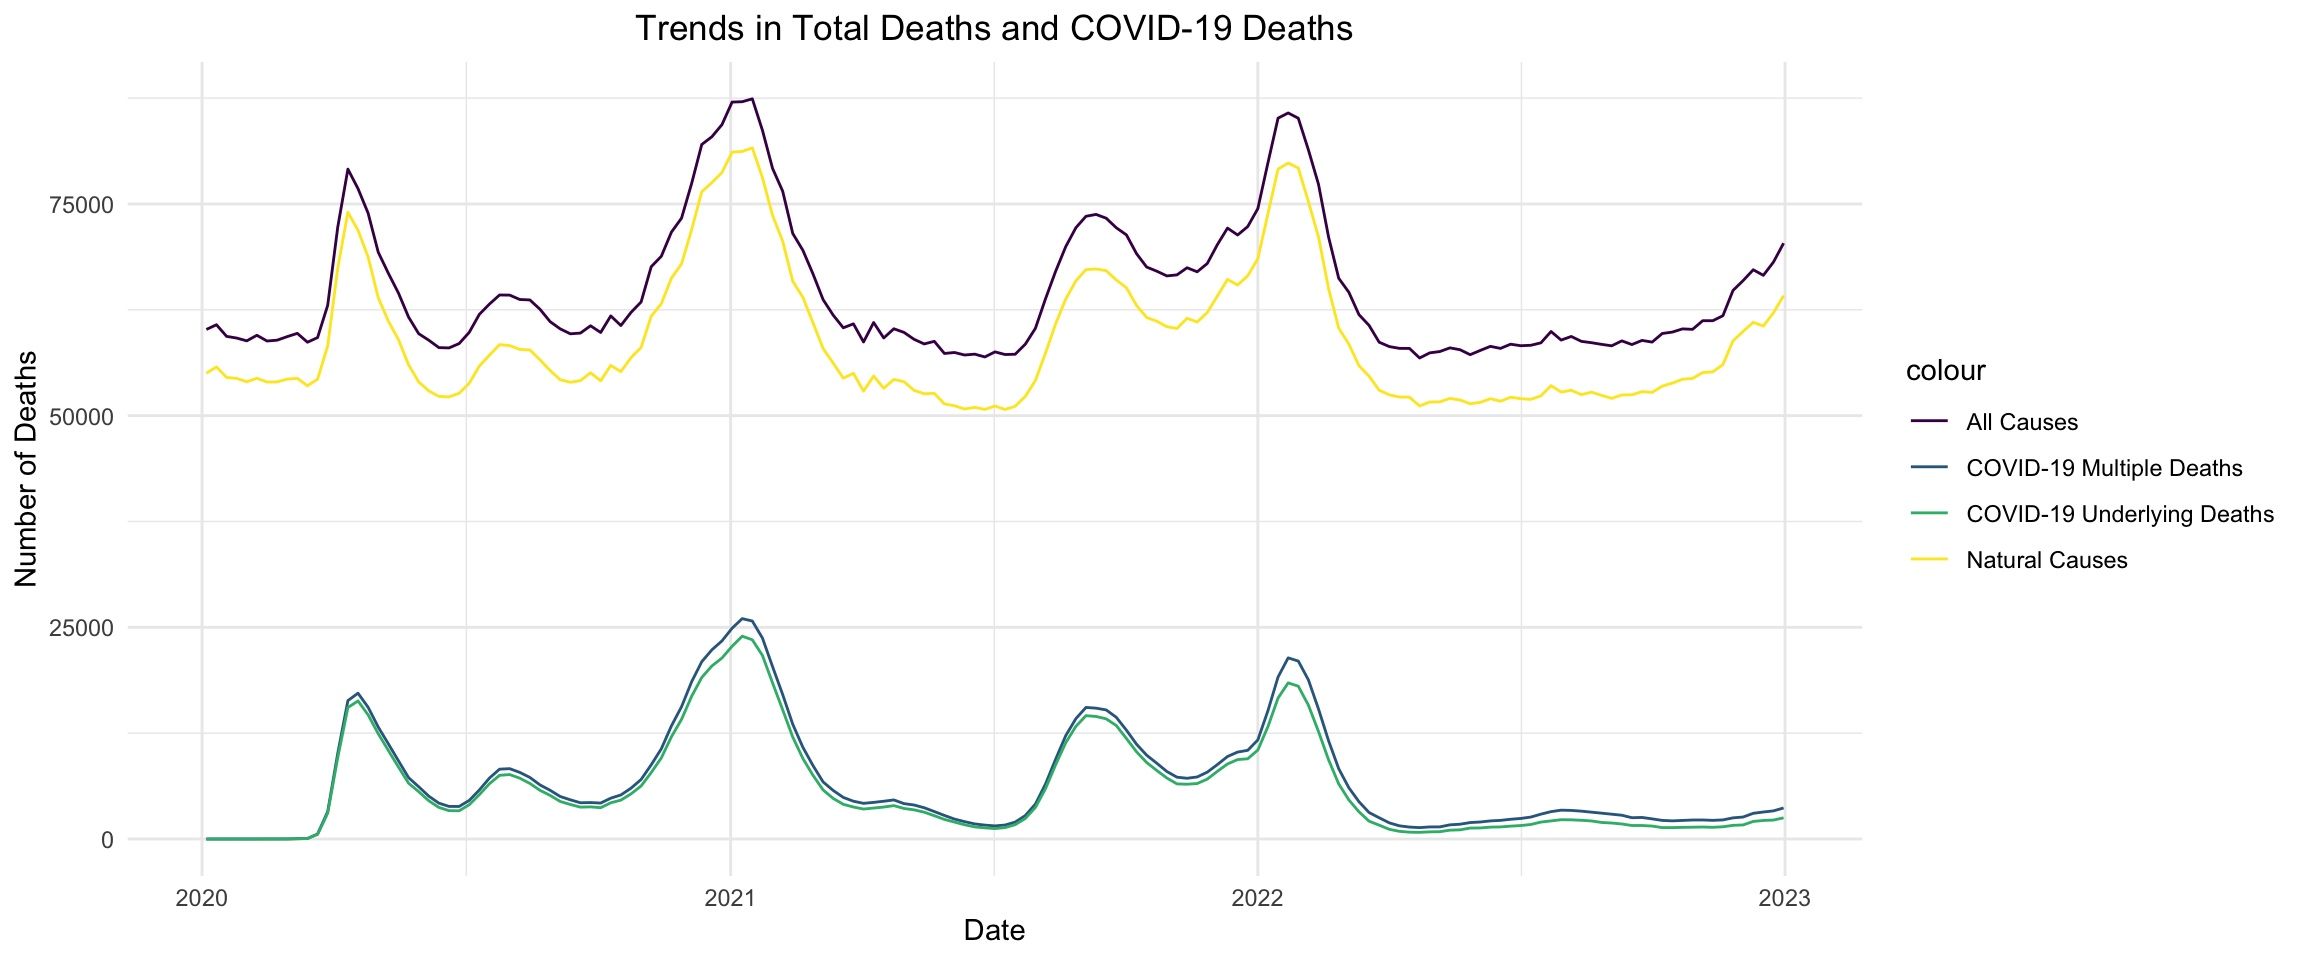 Trends in Total Deaths and COVID-19 Deaths
Number of Deaths
75000
50000
25000
0
2020
2021
2022
2023
Date
colour
All Causes
COVID-19 Multiple Deaths
COVID-19 Underlying Deaths
Natural Causes